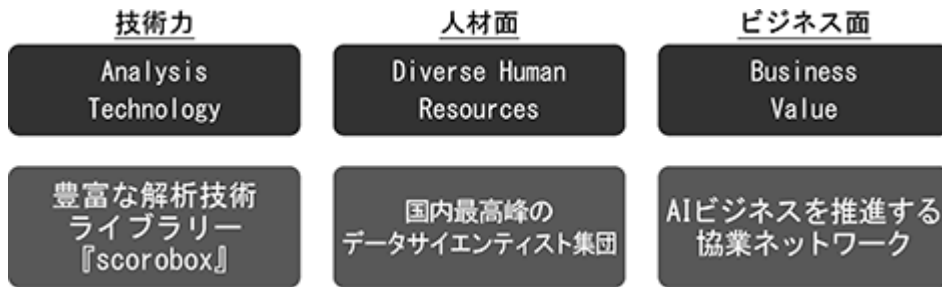 技術力
人材面
ビジネス面
Analysis
Technology
Diverse Human
Resources
Business
Value
豊富な解析技術
ライブラリー
『scorobox』
国内最高峰の
データサイエンティスト集団
AIビジネスを推進する
協業ネットワーク